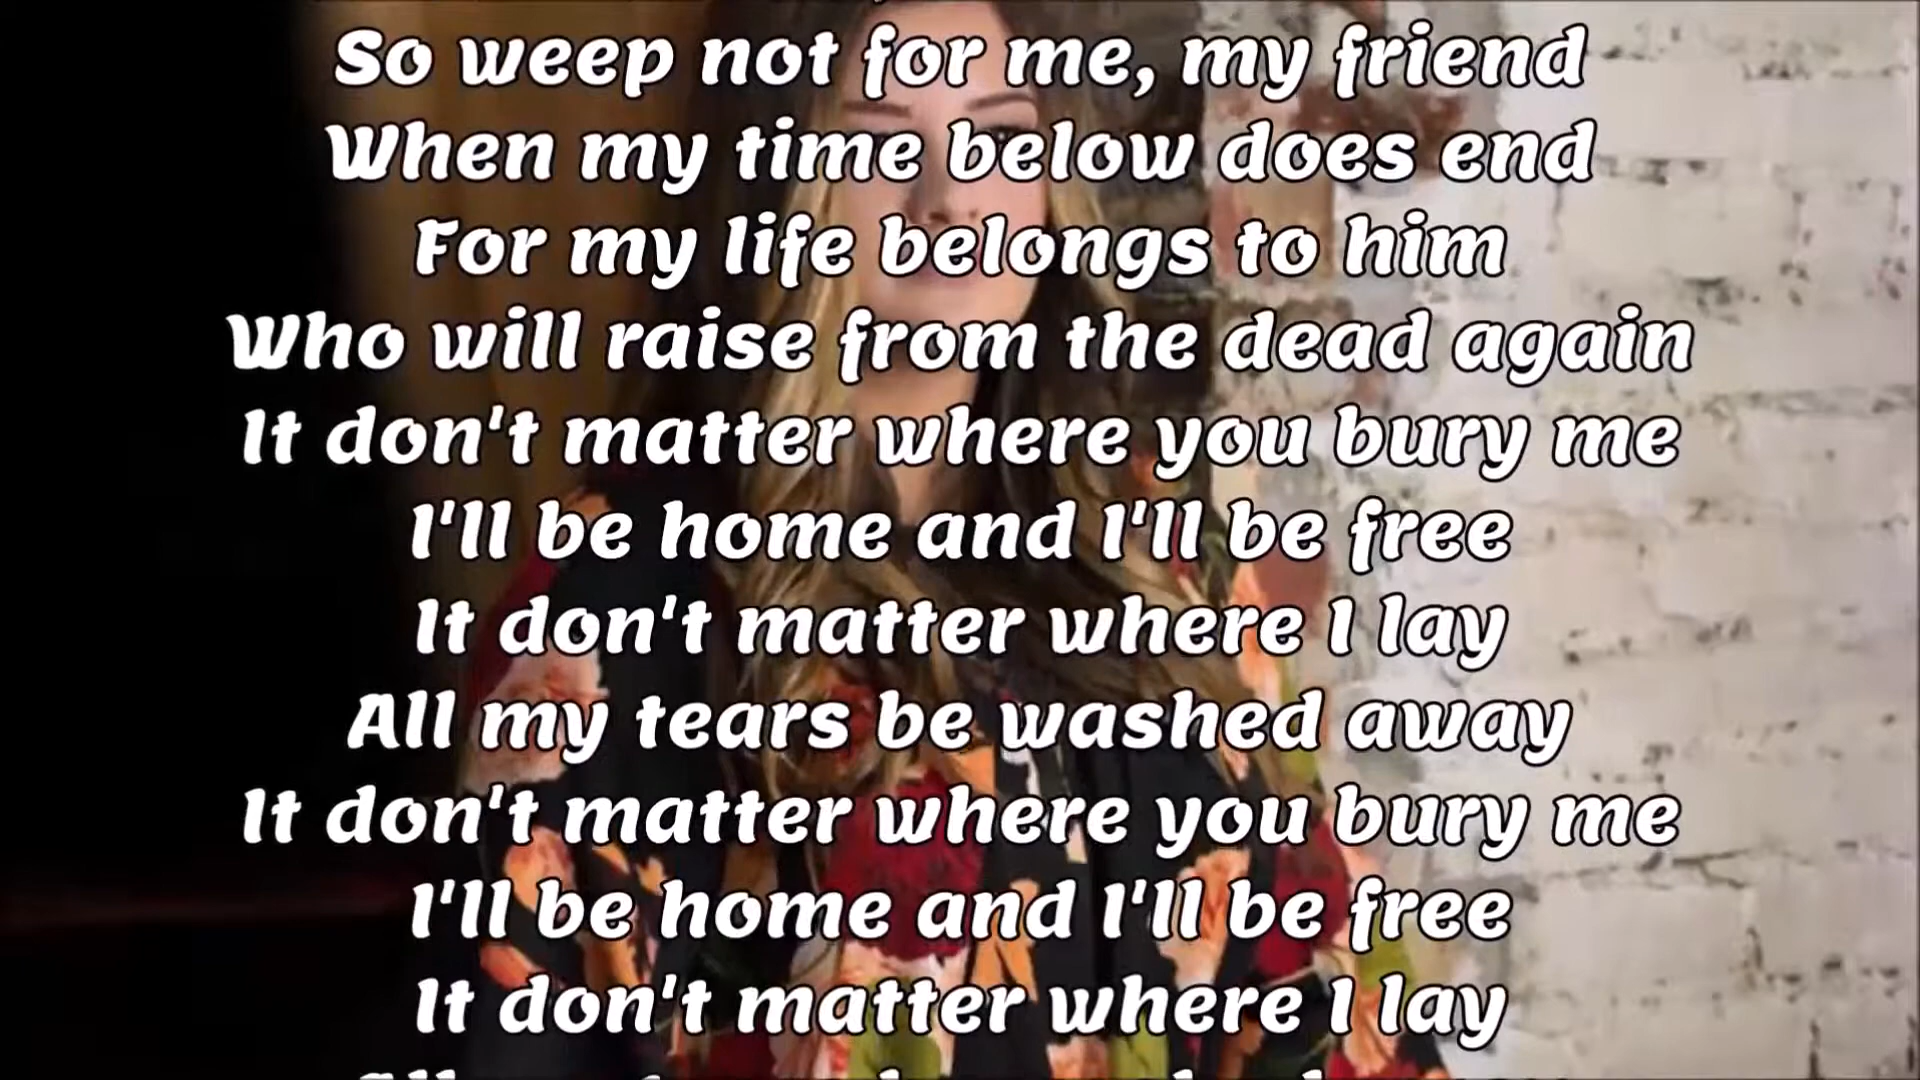 So weep not for me, my friend
When my time below does end
For my life belongs to him
Who will raise from the dead again
It don't matter where you bury me
I'll be home and I'll be free
It don't matter where I lay
All my tears be washed away
It don't matter where you bury me
I'll be home and I'll be free
It don't matter where I lay